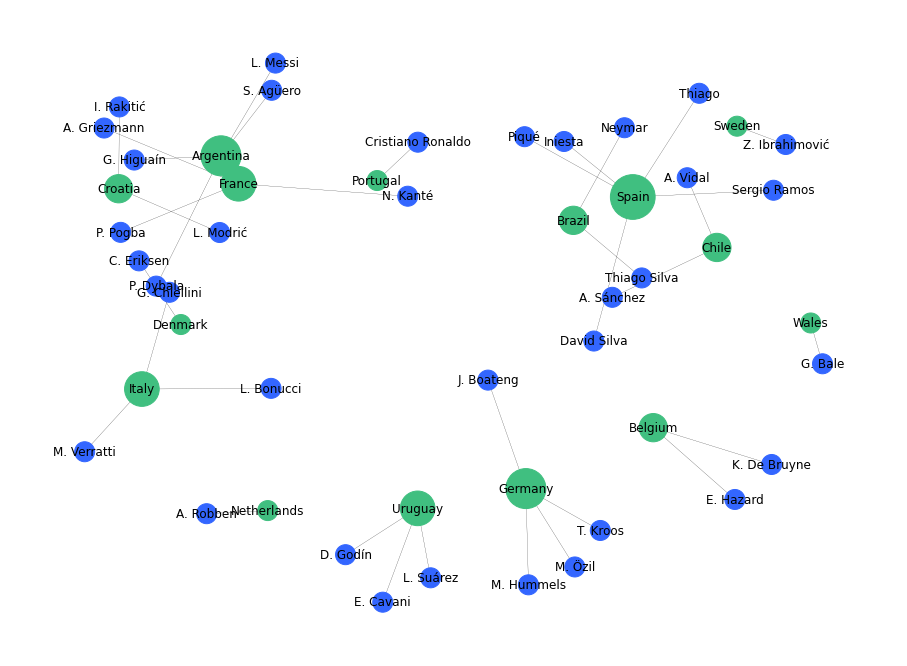 L. Messi
S. Agüero
Thiago
I. Rakitić
A. Griezmann
Sweden
Neymar
Piqué
Iniesta
Cristiano Ronaldo
Z. Ibrahimović
Argentina
G. Higuaín
A. Vidal
Portugal
France
Croatia
Sergio Ramos
N. Kanté
Spain
Brazil
P. Pogba
L. Modrić
Chile
C. Eriksen
Thiago Silva
P. Dybala
G. Chiellini
A. Sánchez
Wales
Denmark
David Silva
G. Bale
J. Boateng
Italy
L. Bonucci
Belgium
M. Verratti
K. De Bruyne
Germany
E. Hazard
Uruguay
Netherlands
A. Robben
T. Kroos
D. Godín
M. Özil
L. Suárez
M. Hummels
E. Cavani